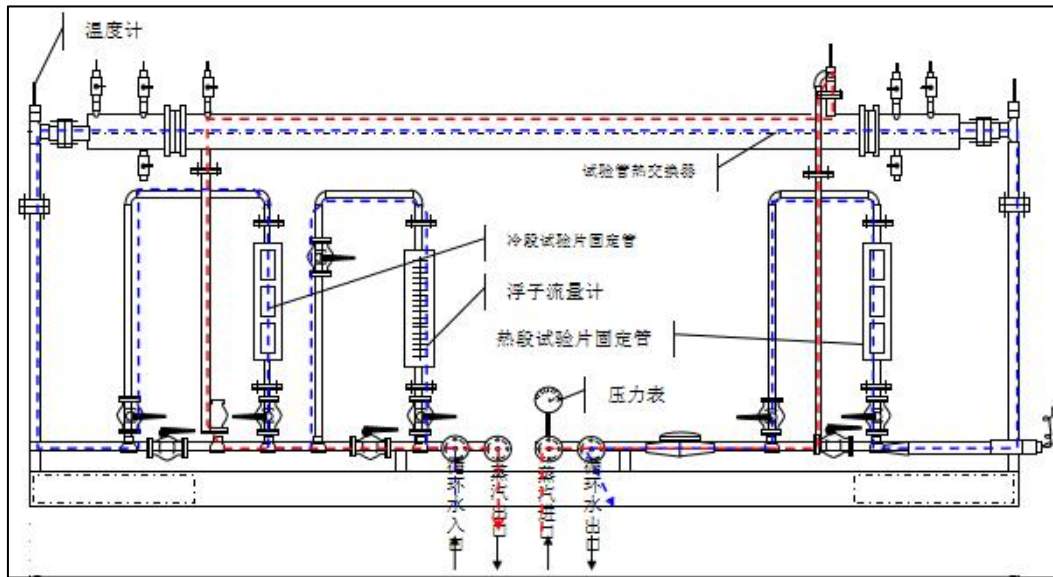 温度计
试验管热交换器
冷段试验片固定管
浮子流量计
热段试验片固定管
压力表
循环水入口
蒸汽出口
蒸汽进口
循环水出口